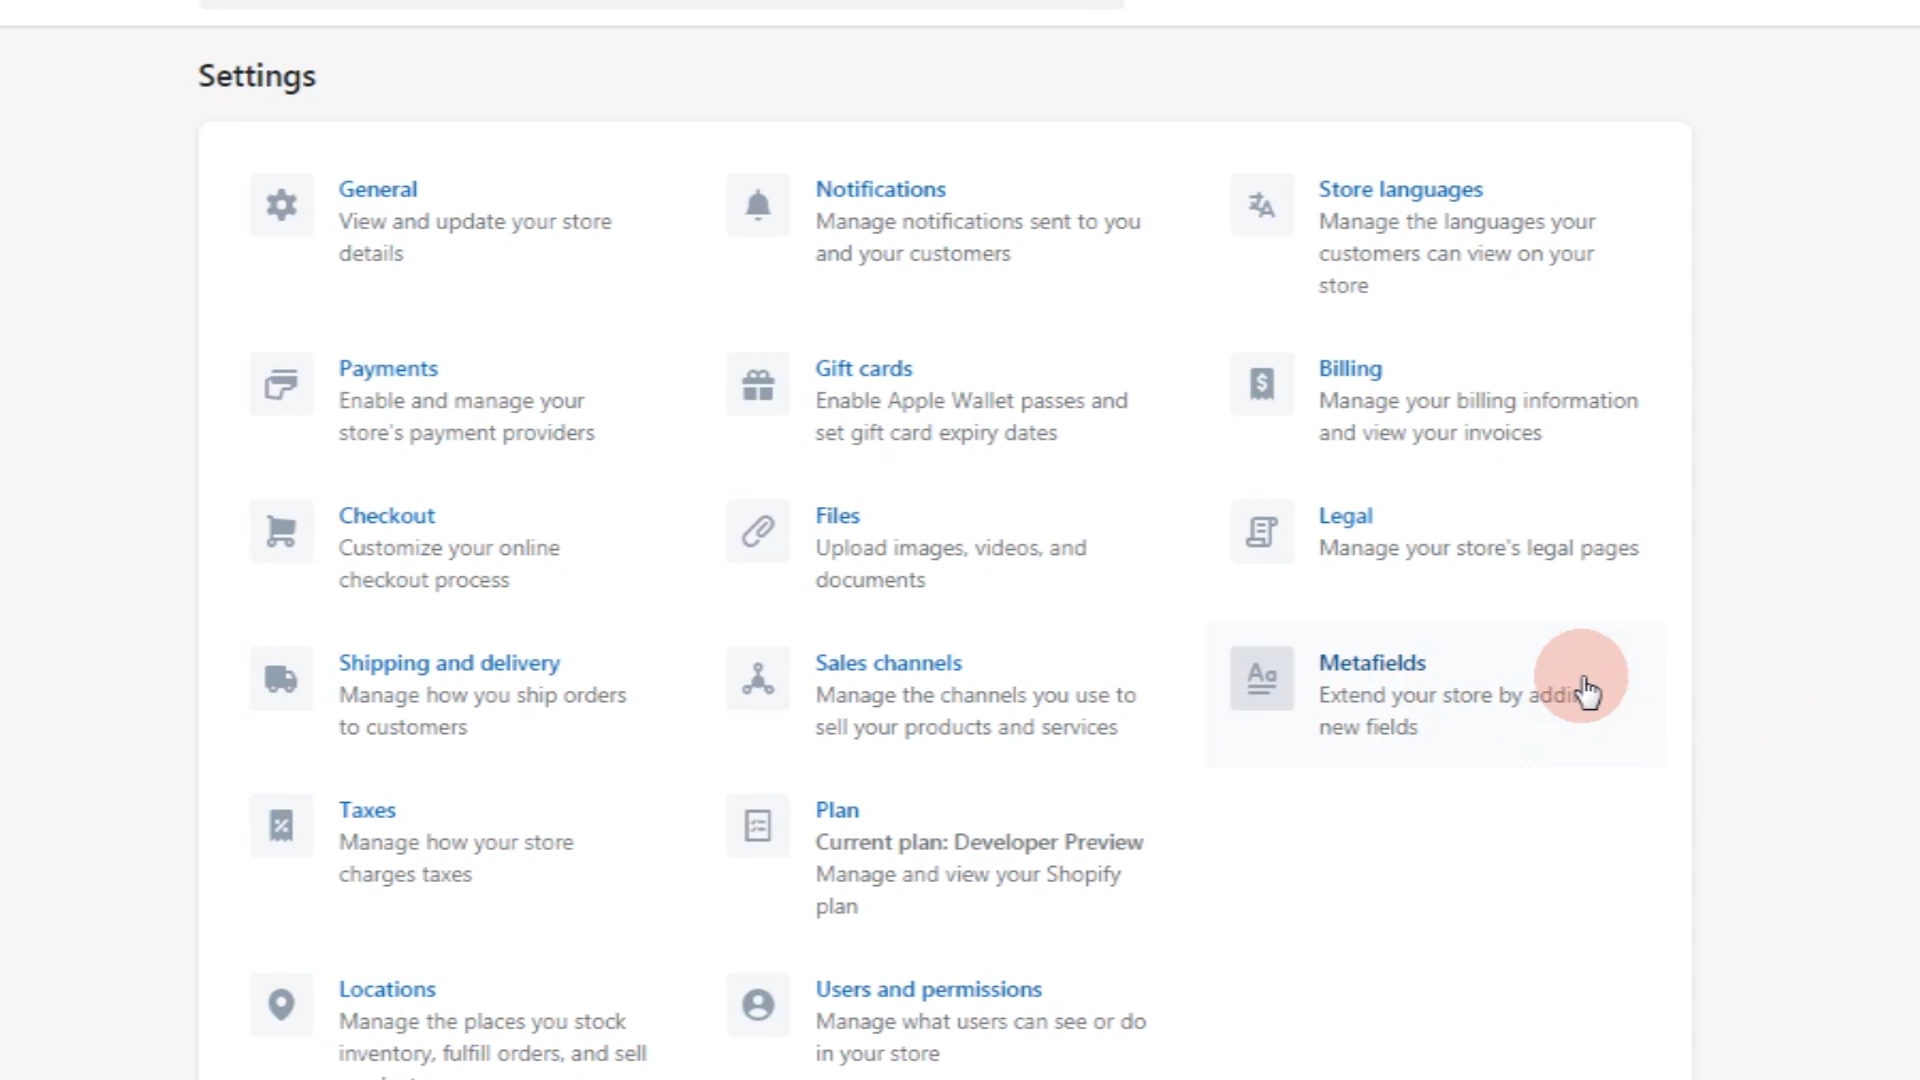 Settings
General
View and update your store
details
Notifications
Manage notifications sent to you
and your customers
Store languages
Manage the languages your
customers can view on your
store
Payments
Enable and manage your
store's payment providers
Gift cards
Enable Apple Wallet passes and
set gift card expiry dates
Billing
Manage your billing information
and view your invoices
Checkout
Customize your online
checkout process
Files
Upload images, videos, and
documents
Legal
Manage your store's legal pages
Shipping and delivery
Manage how you ship orders
to customers
Sales channels
Manage the channels you use to
sell your products and services
Aa
Metafields
Extend your store by
new fields
Taxes
Manage how your store
charges taxes
Plan
Current plan: Developer Preview
Manage and view your Shopify
plan
Locations
Manage the places you stock
inventory, fulfill orders, and sell
Users and permissions
Manage what users can see or do
in your store